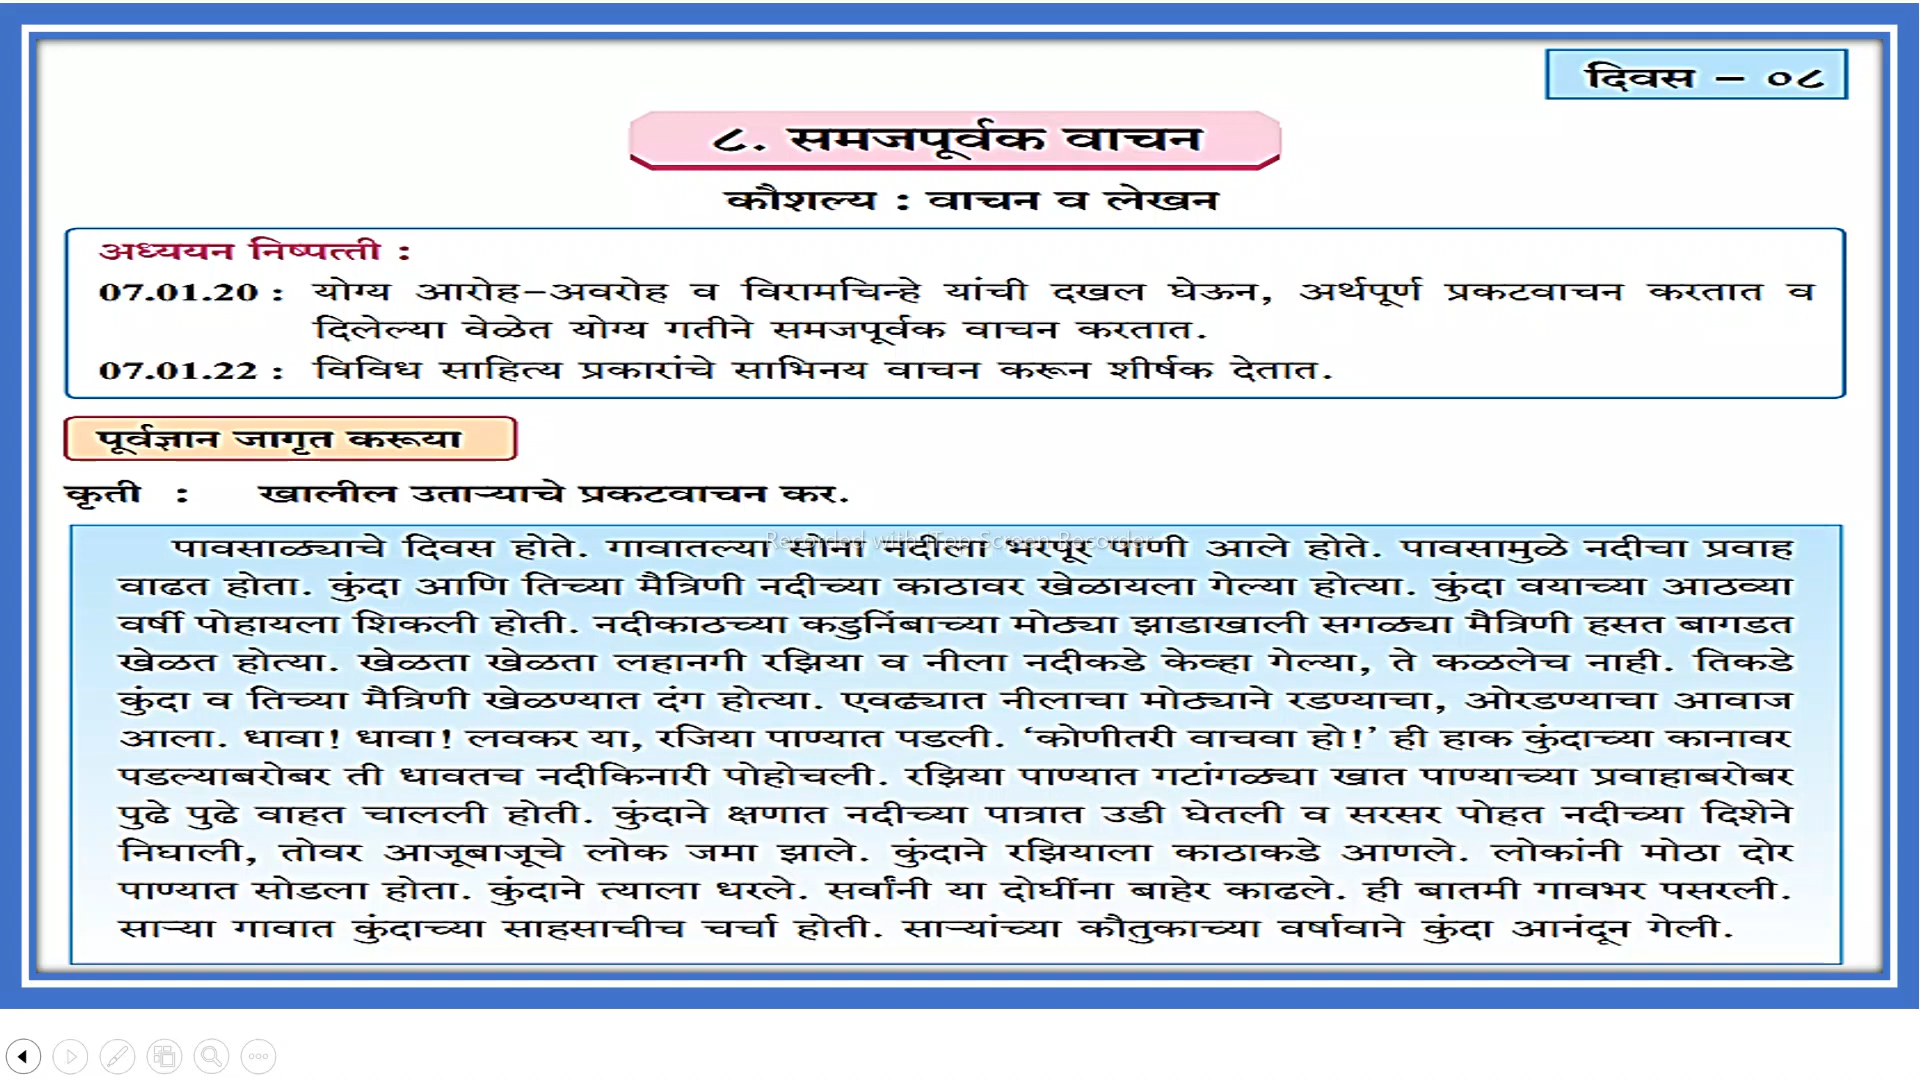 दिवस – ०८
८. समजपूर्वक वाचन
कौशल्य : वाचन व लेखन
अध्ययन निष्पत्ती :
07.01.20 : योग्य आरोह–अवरोह व विरामचिन्हे यांची दखल घेऊन, अर्थपूर्ण प्रकटवाचन करतात व
दिलेल्या वेळेत योग्य गतीने समजपूर्वक वाचन करतात.
07.01.22 : विविध साहित्य प्रकारांचे साभिनय वाचन करून शीर्षक देतात.
पूर्वज्ञान जागृत करूया
कृती : खालील उताऱ्याचे प्रकटवाचन कर.
Recorded with iTop Screen Recorder
पावसाळ्याचे दिवस होते. गावातल्या सोना नदीला भरपूर पाणी आले होते. पावसामुळे नदीचा प्रवाह
वाढत होता. कुंदा आणि तिच्या मैत्रिणी नदीच्या काठावर खेळायला गेल्या होत्या. कुंदा वयाच्या आठव्या
वर्षी पोहायला शिकली होती. नदीकाठच्या कडुनिंबाच्या मोठ्या झाडाखाली सगळ्या मैत्रिणी हसत बागडत
खेळत होत्या. खेळता खेळता लहानगी रझिया व नीला नदीकडे केव्हा गेल्या, ते कळलेच नाही. तिकडे
कुंदा व तिच्या मैत्रिणी खेळण्यात दंग होत्या. एवढ्यात नीलाचा मोठ्याने रडण्याचा, ओरडण्याचा आवाज
आला. धावा! धावा! लवकर या, रजिया पाण्यात पडली. ‘कोणीतरी वाचवा हो!’ ही हाक कुंदाच्या कानावर
पडल्याबरोबर ती धावतच नदीकिनारी पोहोचली. रझिया पाण्यात गटांगळ्या खात पाण्याच्या प्रवाहाबरोबर
पुढे पुढे वाहत चालली होती. कुंदाने क्षणात नदीच्या पात्रात उडी घेतली व सरसर पोहत नदीच्या दिशेने
निघाली, तोवर आजूबाजूचे लोक जमा झाले. कुंदाने रझियाला काठाकडे आणले. लोकांनी मोठा दोर
पाण्यात सोडला होता. कुंदाने त्याला धरले. सर्वांनी या दोघींना बाहेर काढले. ही बातमी गावभर पसरली.
साऱ्या गावात कुंदाच्या साहसाचीच चर्चा होती. साऱ्यांच्या कौतुकाच्या वर्षावाने कुंदा आनंदून गेली.